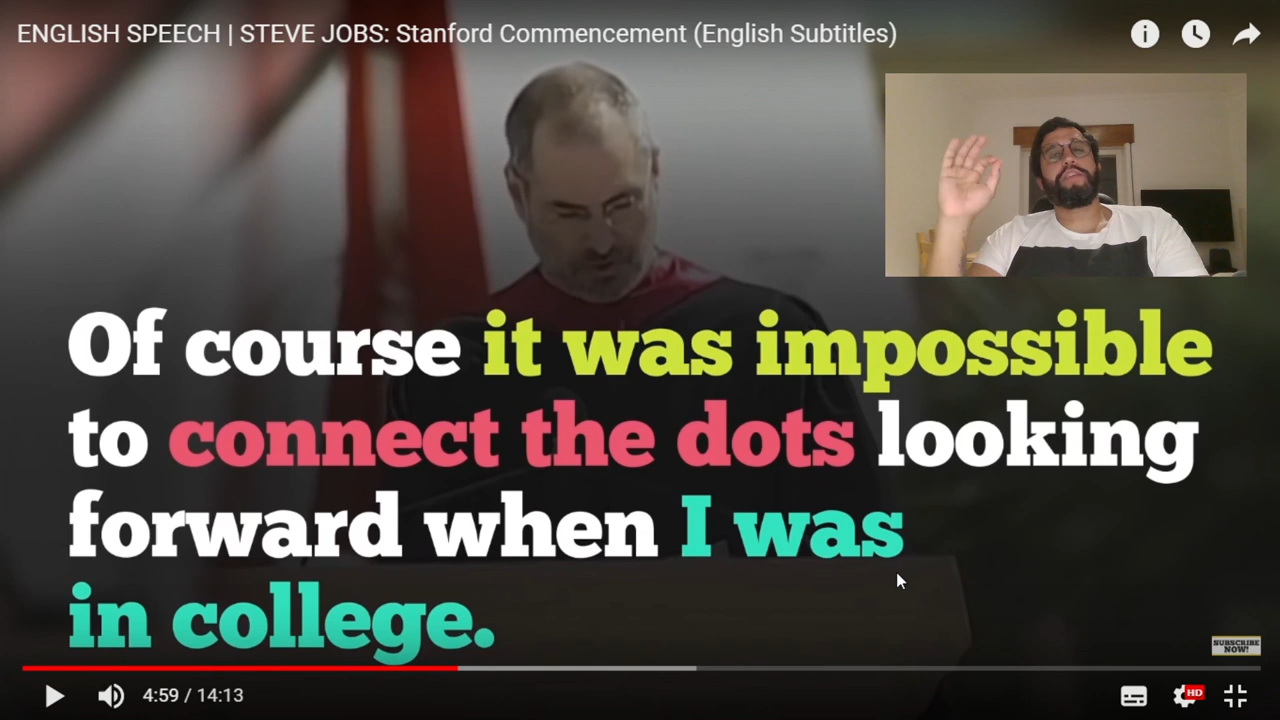 ENGLISH SPEECH | STEVE JOBS: Stanford Commencement (English Subtitles)
Of course it was impossible
to connect the dots looking
forward when I was
in college.
SUBSCRIBE
NOW!
4:59 / 14:13
HD